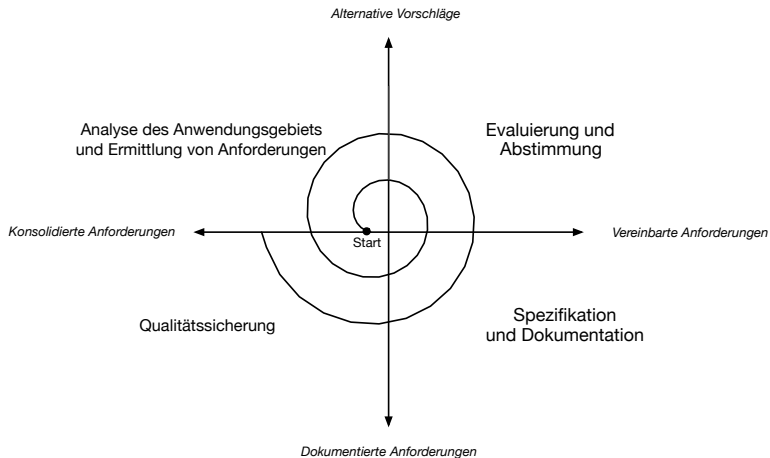 Alternative Vorschläge
Analyse des Anwendungsgebiets
und Ermittlung von Anforderungen
Evaluierung und
Abstimmung
Konsolidierte Anforderungen
Start
Vereinbarte Anforderungen
Qualitätssicherung
Spezifikation
und Dokumentation
Dokumentierte Anforderungen